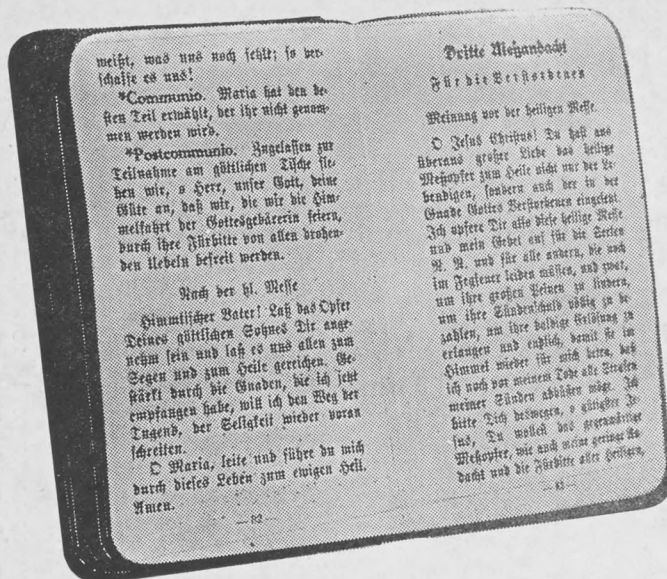 weißt, was uns noch fehlt; so ver-
schaffe es uns!
*Communio. Maria hat den be-
sten Teil erwählt, der ihr nicht genom-
men werden wird.
*Postcommunio. Zugelassen zur
Teilnahme am göttlichen Tische fle-
hen wir, o Herr, unser Gott, deine
Güte an, daß wir, die wir die Him-
melfahrt der Gottesgebärerin feiern,
durch ihre Fürbitte von allen drohen-
den Uebeln befreit werden.
Nach der hl. Messe
Himmlischer Vater! Laß das Opfer
Deines göttlichen Sohnes Dir ange-
nehm sein und laß es uns allen zum
Segen und zum Heile gereichen. Ge-
stärkt durch die Gnaden, die ich jetzt
empfangen habe, will ich den Weg der
Tugend, der Seligkeit wieder voran
schreiten.
O Maria, leite und führe du mich
durch dieses Leben zum ewigen Heil.
Amen.
— 82 —
Dritte Meßandacht
Für die Verstorbenen
Meinung vor der heiligen Messe.
O Jesus Christus! Du hast aus
überaus großer Liebe das heilige
Meßopfer zum Heile nicht nur der Le-
bendigen, sondern auch der in der
Gnade Gottes Verstorbenen eingesetzt.
Ich opfere Dir also diese heilige Messe
und mein Gebet auf für die Seelen
N. N. und für alle andern, die noch
im Fegfeuer leiden müssen, und zwar,
um ihre großen Peinen zu lindern,
um ihre Sündenschuld völlig zu be-
zahlen, um ihre baldige Erlösung zu
erlangen und endlich, damit sie im
Himmel wieder für mich beten, daß
ich noch vor meinem Tode alle Strafen
meiner Sünden abbüßen möge. Ich
bitte Dich deswegen, o gütigster Je-
sus, Du wollest das gegenwärtige
Meßopfer, wie auch meine geringe An-
dacht und die Fürbitte aller Heiligen,
— 83 —